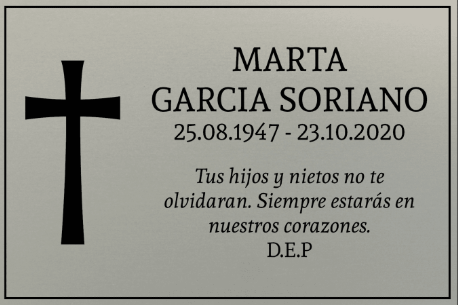 MARTA
GARCIA SORIANO
25.08.1947 - 23.10.2020
Tus hijos y nietos no te
olvidaran. Siempre estarás en
nuestros corazones.
D.E.P